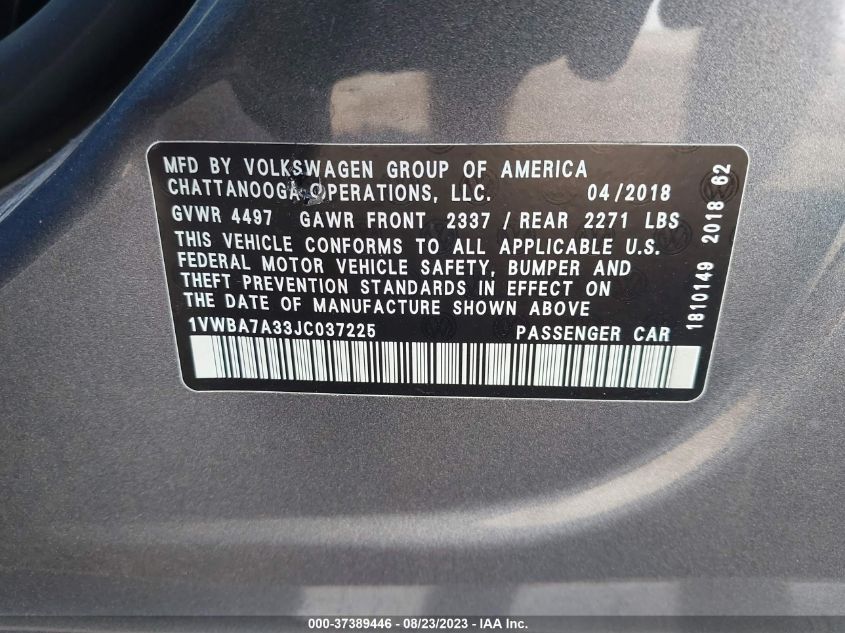 MFD BY VOLKSWAGEN GROUP OF AMERICA
CHATTANOOGA OPERATIONS, LLC. 04/2018
GVWR 4497 GAWR FRONT 2337 / REAR 2271 LBS
THIS VEHICLE CONFORMS TO ALL APPLICABLE U.S.
FEDERAL MOTOR VEHICLE SAFETY, BUMPER AND
THEFT PREVENTION STANDARDS IN EFFECT ON
THE DATE OF MANUFACTURE SHOWN ABOVE
1VWBA7A33JC037225 PASSENGER CAR
1810149 2018 62
000-37389446 - 08/23/2023 - IAA Inc.